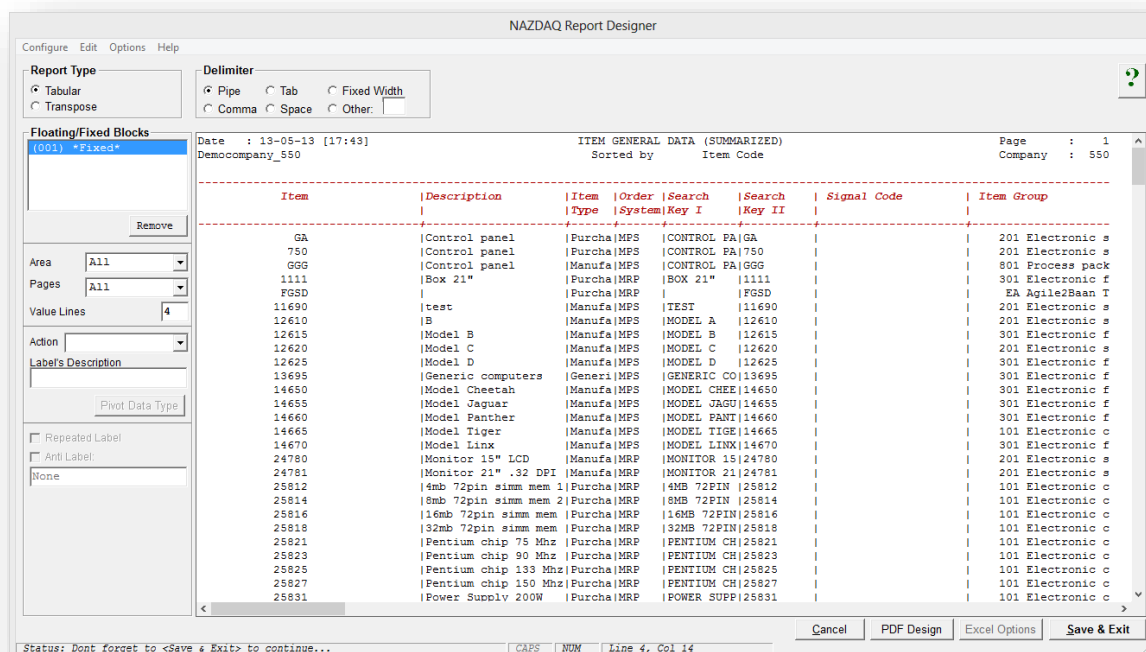 NAZDAQ Report Designer
Configure Edit Options Help
Report Type
Tabular
Transpose
Delimiter
Pipe Tab Fixed Width
Comma Space Other:
?
Floating/Fixed Blocks
(001) *Fixed*
Remove
Area All
Pages All
Value Lines 4
Action
Label's Description
Pivot Data Type
Repeated Label
Anti Label:
None
Date : 13-05-13 [17:43] ITEM GENERAL DATA (SUMMARIZED) Page : 1
Democompany_550 Sorted by Item Code Company : 550
Item |Description |Item |Order |Search |Search | Signal Code | Item Group
| |Type |System|Key I |Key II | |
GA |Control panel |Purcha|MPS |CONTROL PA|GA | | 201 Electronic s
750 |Control panel |Purcha|MPS |CONTROL PA|750 | | 201 Electronic s
GGG |Control panel |Manufa|MPS |CONTROL PA|GGG | | 801 Process pack
1111 |Box 21" |Purcha|MRP |BOX 21" |1111 | | 301 Electronic f
FGSD | |Purcha|MRP | |FGSD | | EA Agile2Baan T
11690 |test |Manufa|MPS |TEST |11690 | | 201 Electronic s
12610 |B |Manufa|MPS |MODEL A |12610 | | 201 Electronic s
12615 |Model B |Manufa|MPS |MODEL B |12615 | | 301 Electronic f
12620 |Model C |Manufa|MPS |MODEL C |12620 | | 201 Electronic s
12625 |Model D |Manufa|MPS |MODEL D |12625 | | 301 Electronic f
13695 |Generic computers |Generi|MPS |GENERIC CO|13695 | | 301 Electronic f
14650 |Model Cheetah |Manufa|MPS |MODEL CHEE|14650 | | 301 Electronic f
14655 |Model Jaguar |Manufa|MPS |MODEL JAGU|14655 | | 301 Electronic f
14660 |Model Panther |Manufa|MPS |MODEL PANT|14660 | | 301 Electronic f
14665 |Model Tiger |Manufa|MPS |MODEL TIGE|14665 | | 101 Electronic c
14670 |Model Linx |Manufa|MPS |MODEL LINX|14670 | | 301 Electronic f
24780 |Monitor 15" LCD |Manufa|MRP |MONITOR 15|24780 | | 201 Electronic s
24781 |Monitor 21" .32 DPI |Manufa|MRP |MONITOR 21|24781 | | 201 Electronic s
25812 |4mb 72pin simm mem 1|Purcha|MRP |4MB 72PIN |25812 | | 101 Electronic c
25814 |8mb 72pin simm mem 2|Purcha|MRP |8MB 72PIN |25814 | | 101 Electronic c
25816 |16mb 72pin simm mem |Purcha|MRP |16MB 72PIN|25816 | | 101 Electronic c
25818 |32mb 72pin simm mem |Purcha|MRP |32MB 72PIN|25818 | | 101 Electronic c
25821 |Pentium chip 75 Mhz |Purcha|MRP |PENTIUM CH|25821 | | 101 Electronic c
25823 |Pentium chip 90 Mhz |Purcha|MRP |PENTIUM CH|25823 | | 101 Electronic c
25825 |Pentium chip 133 Mhz|Purcha|MRP |PENTIUM CH|25825 | | 101 Electronic c
25827 |Pentium chip 150 Mhz|Purcha|MRP |PENTIUM CH|25827 | | 101 Electronic c
25831 |Power Supply 200W |Purcha|MRP |POWER SUPP|25831 | | 101 Electronic c
Cancel PDF Design Excel Options Save & Exit
Status: Dont forget to <Save & Exit> to continue... CAPS NUM Line 4, Col 14